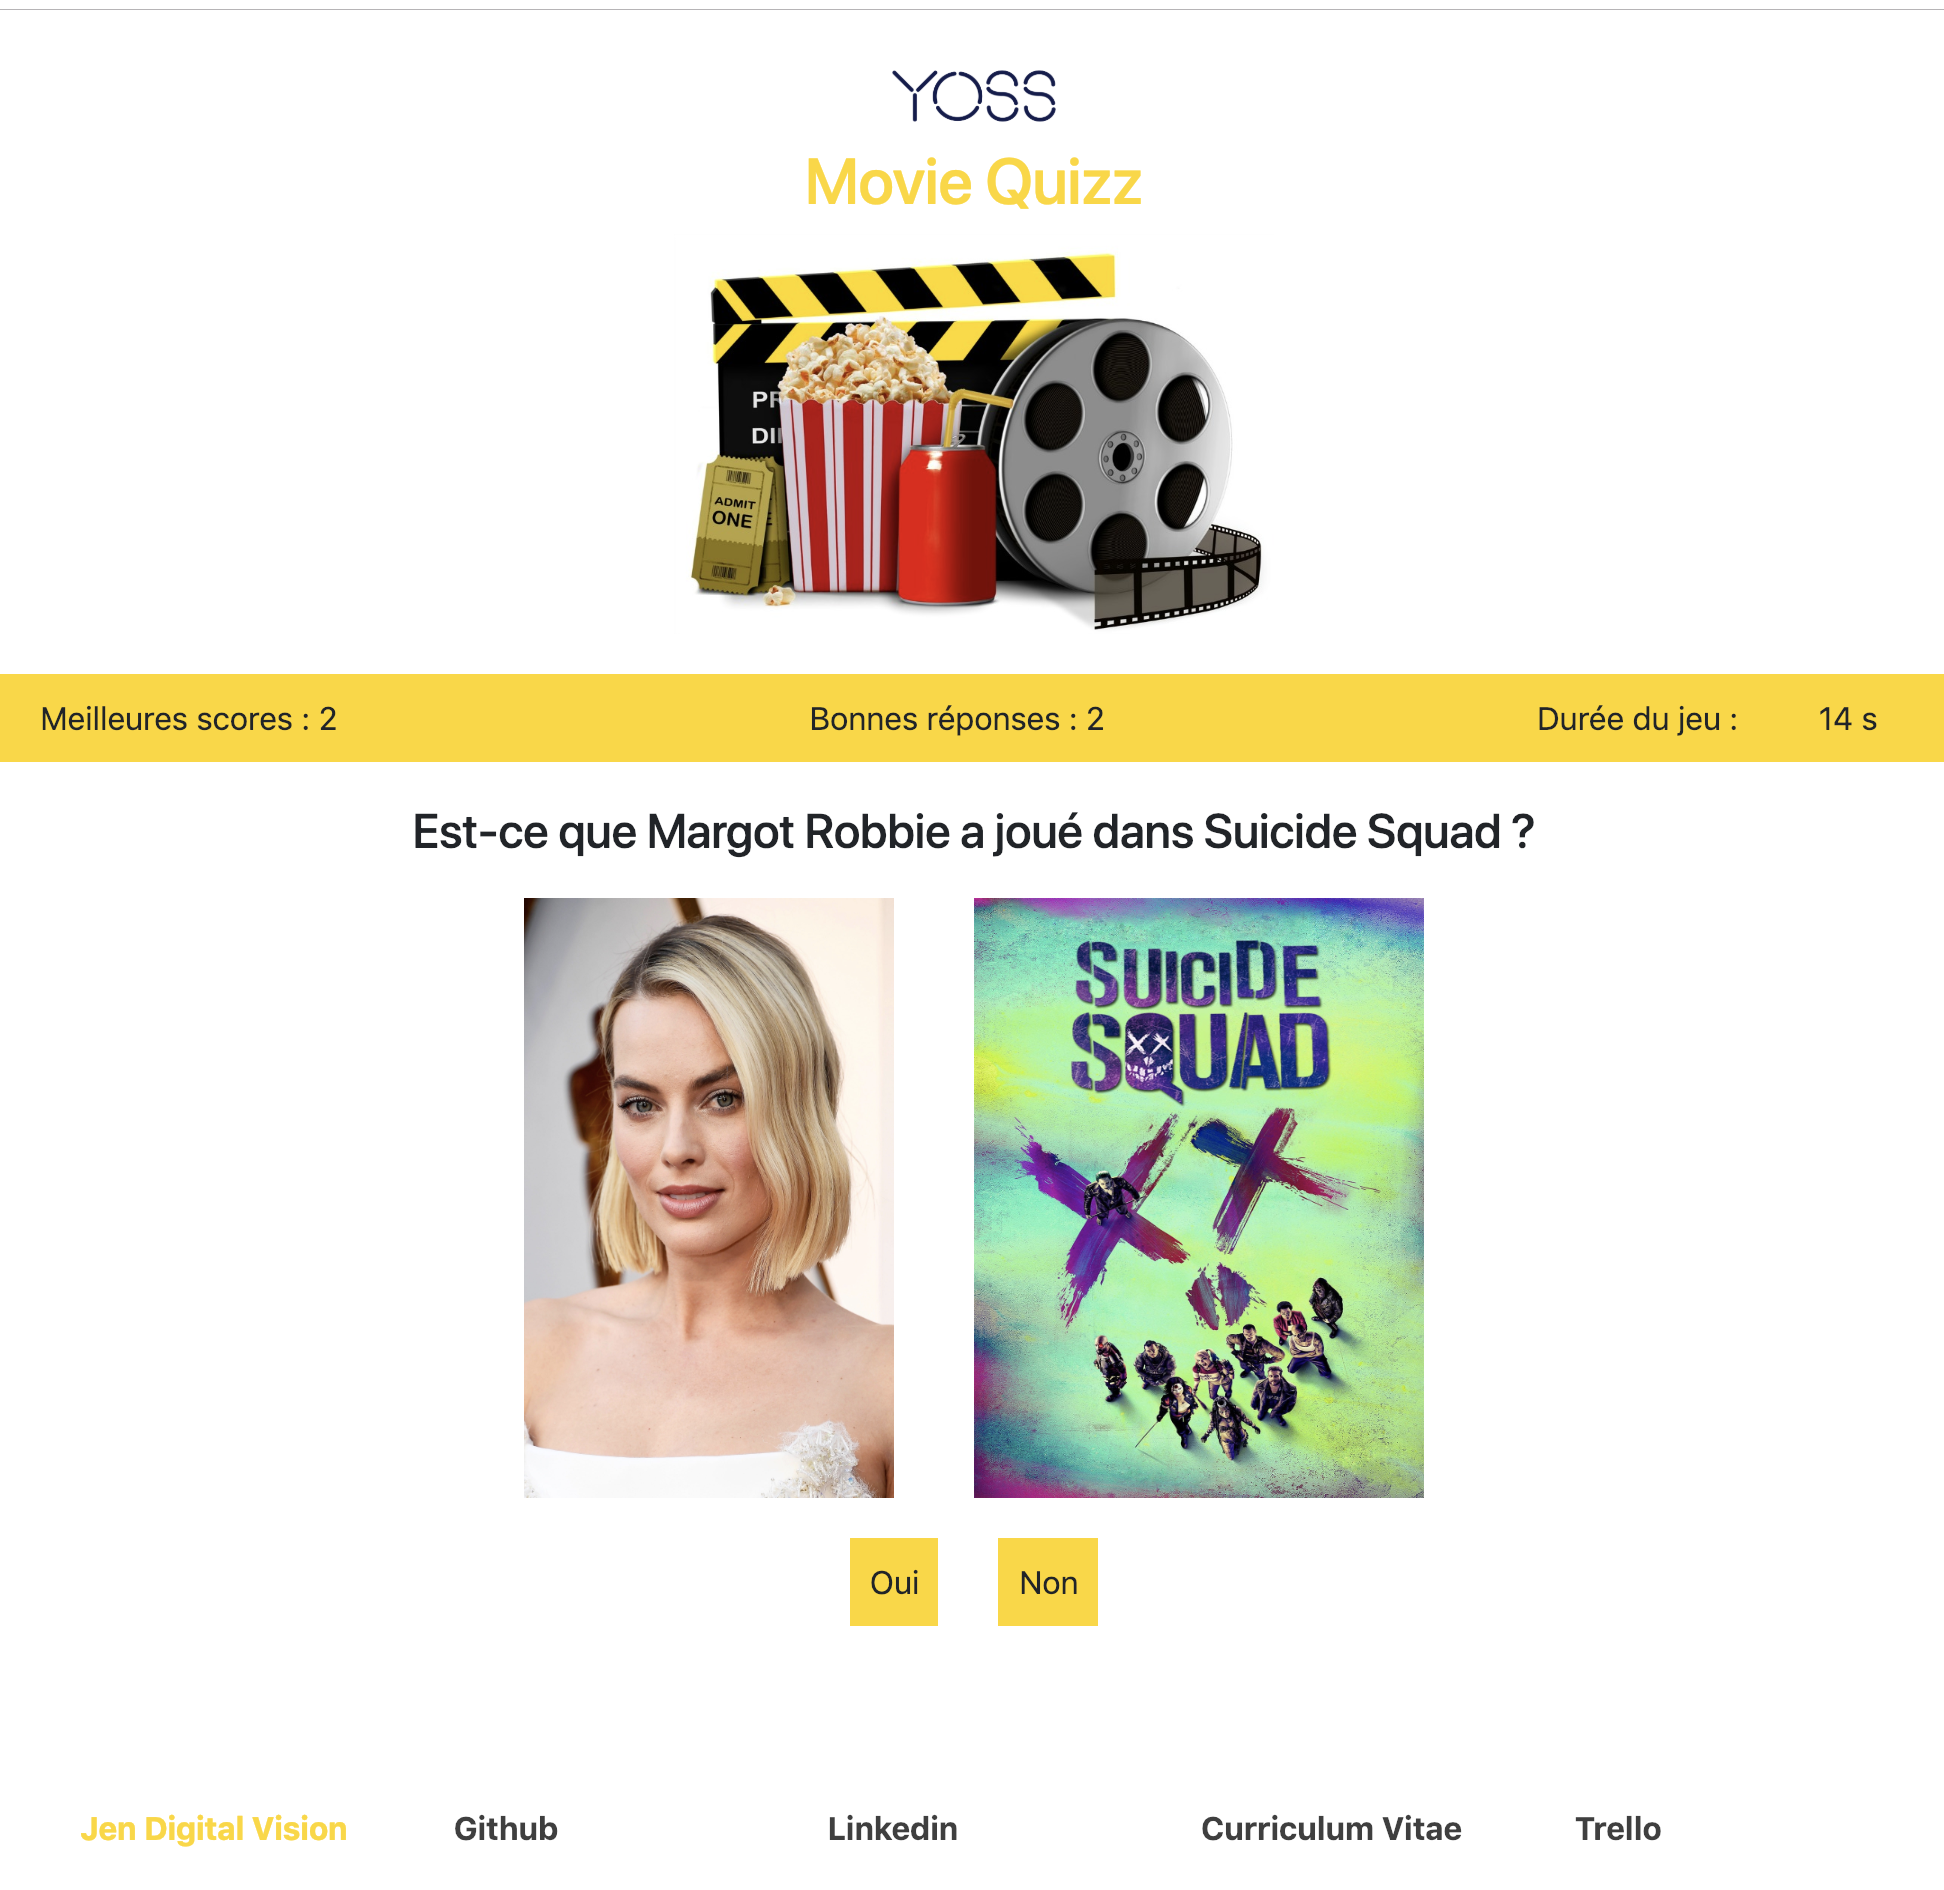 YOSS
Movie Quizz
PR
DI
ADMIT
ONE
Meilleures scores : 2 Bonnes réponses : 2 Durée du jeu : 14 s
Est-ce que Margot Robbie a joué dans Suicide Squad ?
SUICIDE
SQUAD
Oui Non
Jen Digital Vision Github Linkedin Curriculum Vitae Trello